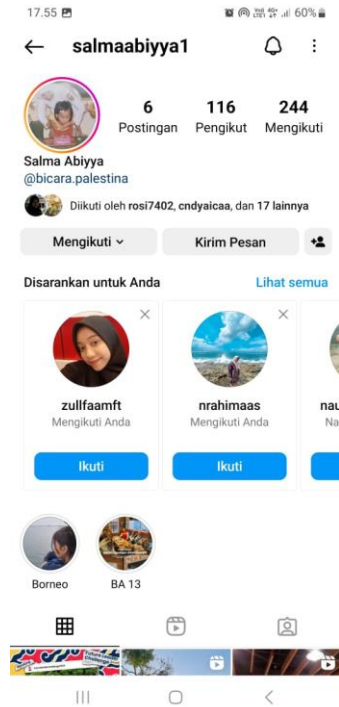 17.55
60%
salmaabiyya1
6 116 244
Postingan Pengikut Mengikuti
Salma Abiyya
@bicara.palestina
Diikuti oleh rosi7402, cndyaicaa, dan 17 lainnya
Mengikuti Kirim Pesan
Disarankan untuk Anda Lihat semua
zullfaamft nrahimaas nau
Mengikuti Anda Mengikuti Anda Na
Ikuti Ikuti
Borneo BA 13